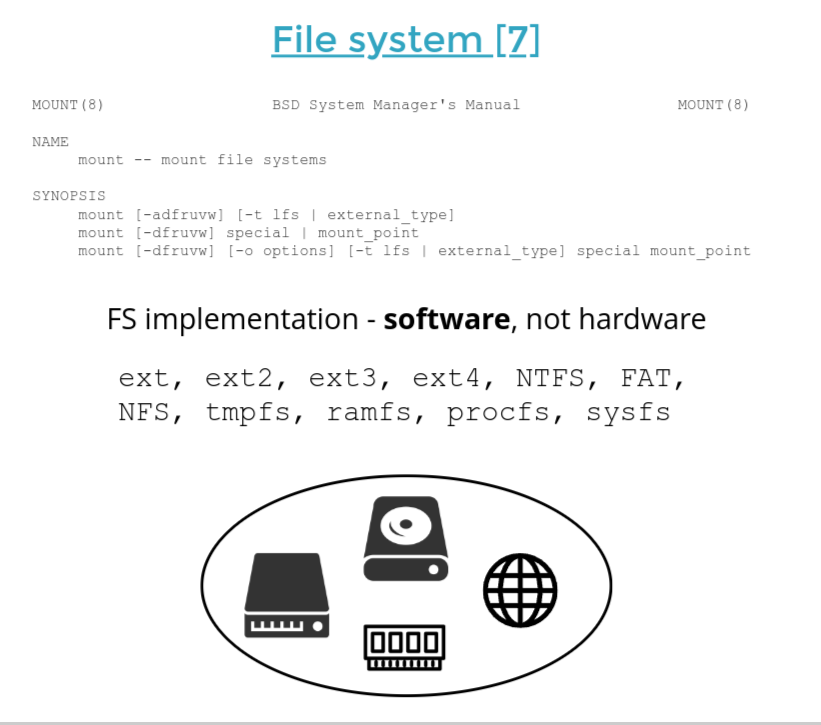 File system [7]
MOUNT(8) BSD System Manager's Manual MOUNT(8)
NAME
mount -- mount file systems
SYNOPSIS
mount [-adfruvw] [-t lfs | external_type]
mount [-dfruvw] special | mount_point
mount [-dfruvw] [-o options] [-t lfs | external_type] special mount_point
FS implementation - software, not hardware
ext, ext2, ext3, ext4, NTFS, FAT,
NFS, tmpfs, ramfs, procfs, sysfs